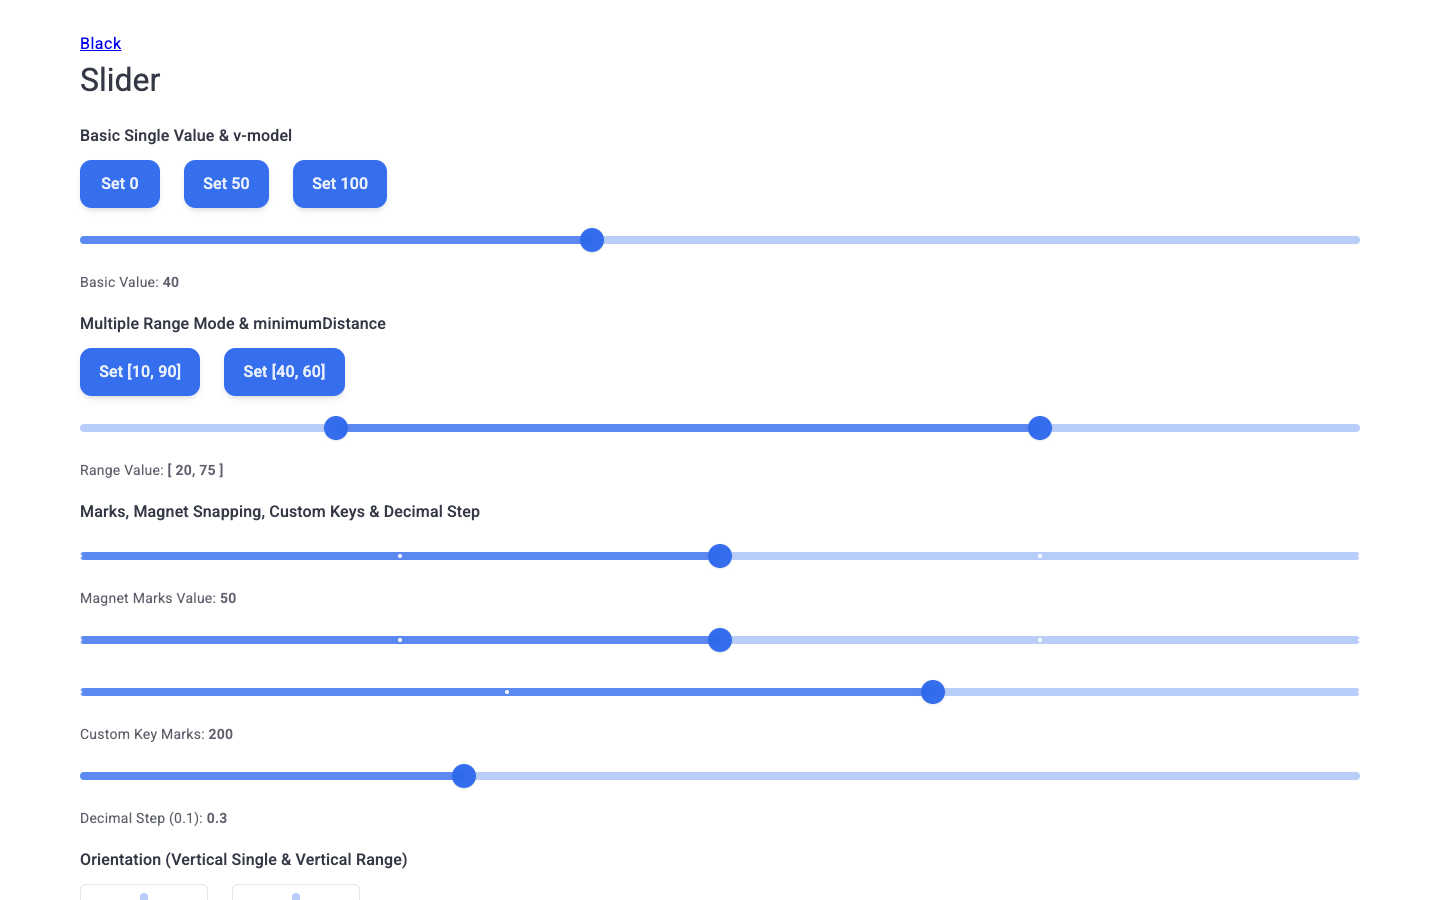 Black
Slider
Basic Single Value & v-model
Set 0 Set 50 Set 100
Basic Value: 40
Multiple Range Mode & minimumDistance
Set [10, 90] Set [40, 60]
Range Value: [ 20, 75 ]
Marks, Magnet Snapping, Custom Keys & Decimal Step
Magnet Marks Value: 50
Custom Key Marks: 200
Decimal Step (0.1): 0.3
Orientation (Vertical Single & Vertical Range)